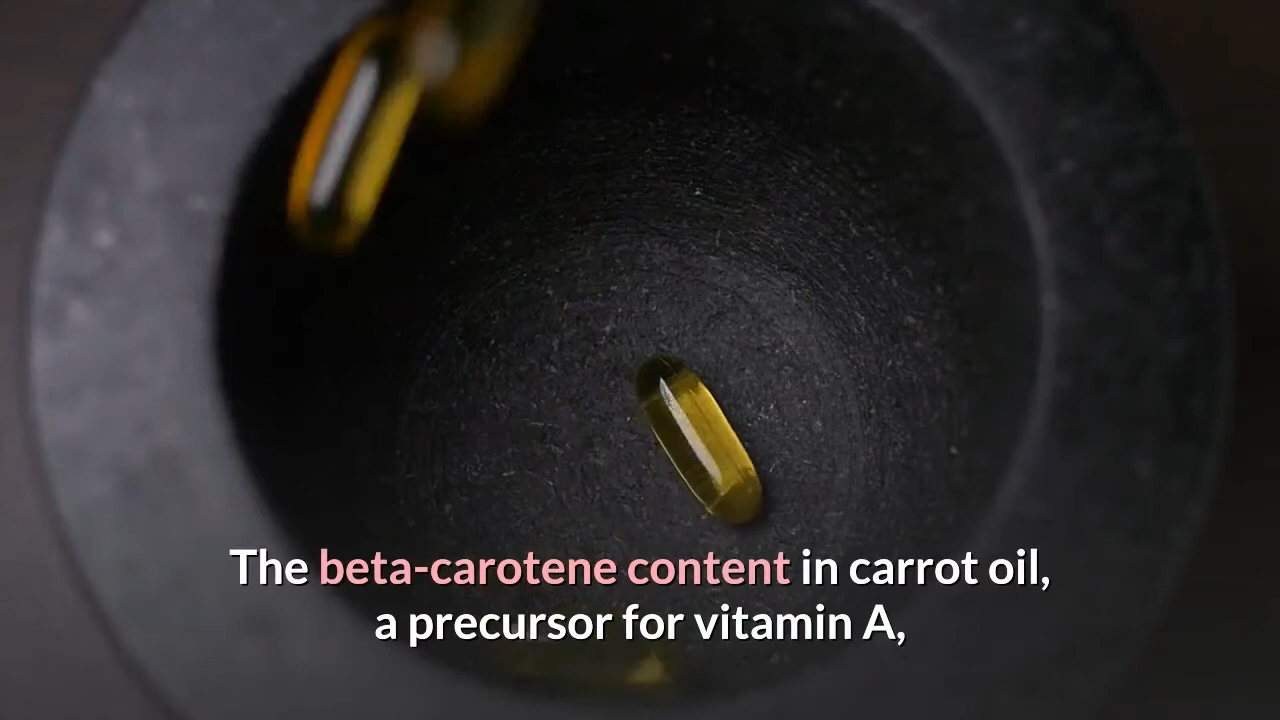 The beta-carotene content in carrot oil,
a precursor for vitamin A,